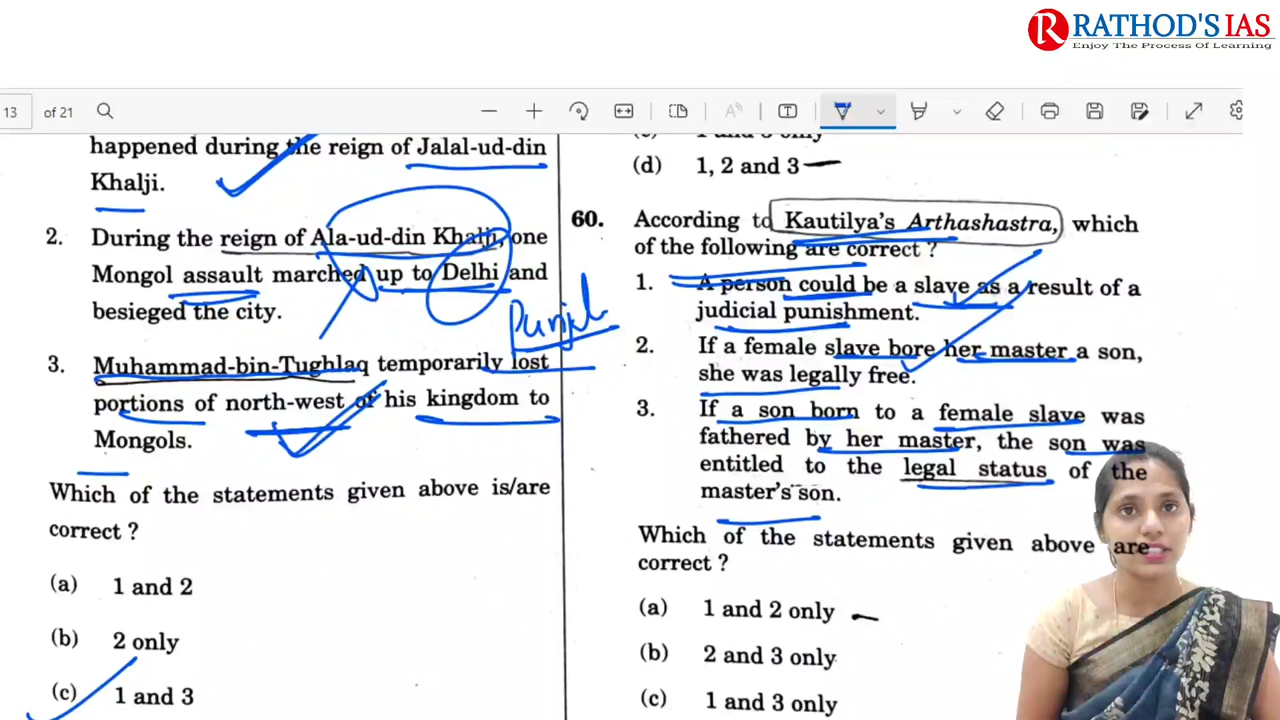 RATHOD'S IAS
Enjoy The Process Of Learning
13 of 21
happened during the reign of Jalal-ud-din
Khalji.
2. During the reign of Ala-ud-din Khalji, one
Mongol assault marched up to Delhi and
besieged the city.
Punjab
3. Muhammad-bin-Tughlaq temporarily lost
portions of north-west of his kingdom to
Mongols.
Which of the statements given above is/are
correct ?
(a) 1 and 2
(b) 2 only
(c) 1 and 3
(d) 1, 2 and 3
60. According to Kautilya's Arthashastra, which
of the following are correct ?
1. A person could be a slave as a result of a
judicial punishment.
2. If a female slave bore her master a son,
she was legally free.
3. If a son born to a female slave was
fathered by her master, the son was
entitled to the legal status of the
master's son.
Which of the statements given above are
correct ?
(a) 1 and 2 only
(b) 2 and 3 only
(c) 1 and 3 only